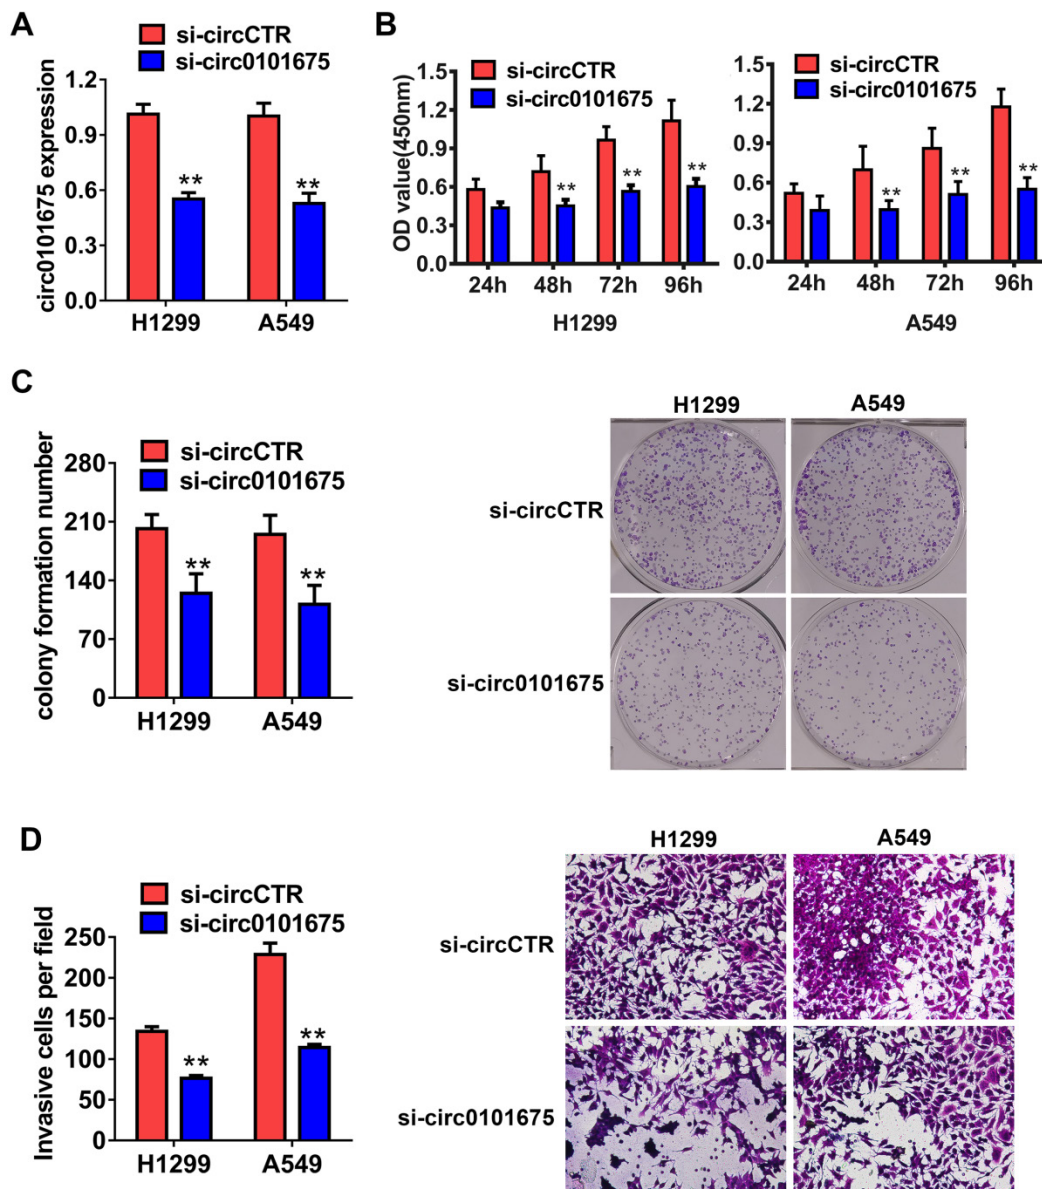 A
si-circCTR
si-circ0101675
circ0101675 expression
1.2
0.9
0.6
0.3
0.0
**
**
H1299
A549
B
si-circCTR
si-circ0101675
OD value(450nm)
1.5
1.2
0.9
0.6
0.3
0.0
**
**
**
24h 48h 72h 96h
H1299
si-circCTR
si-circ0101675
1.5
1.2
0.9
0.6
0.3
0.0
**
**
**
24h 48h 72h 96h
A549
C
si-circCTR
si-circ0101675
colony formation number
280
210
140
70
0
**
**
H1299
A549
H1299
A549
si-circCTR
si-circ0101675
D
si-circCTR
si-circ0101675
Invasive cells per field
250
200
150
100
50
0
**
**
H1299
A549
H1299
A549
si-circCTR
si-circ0101675